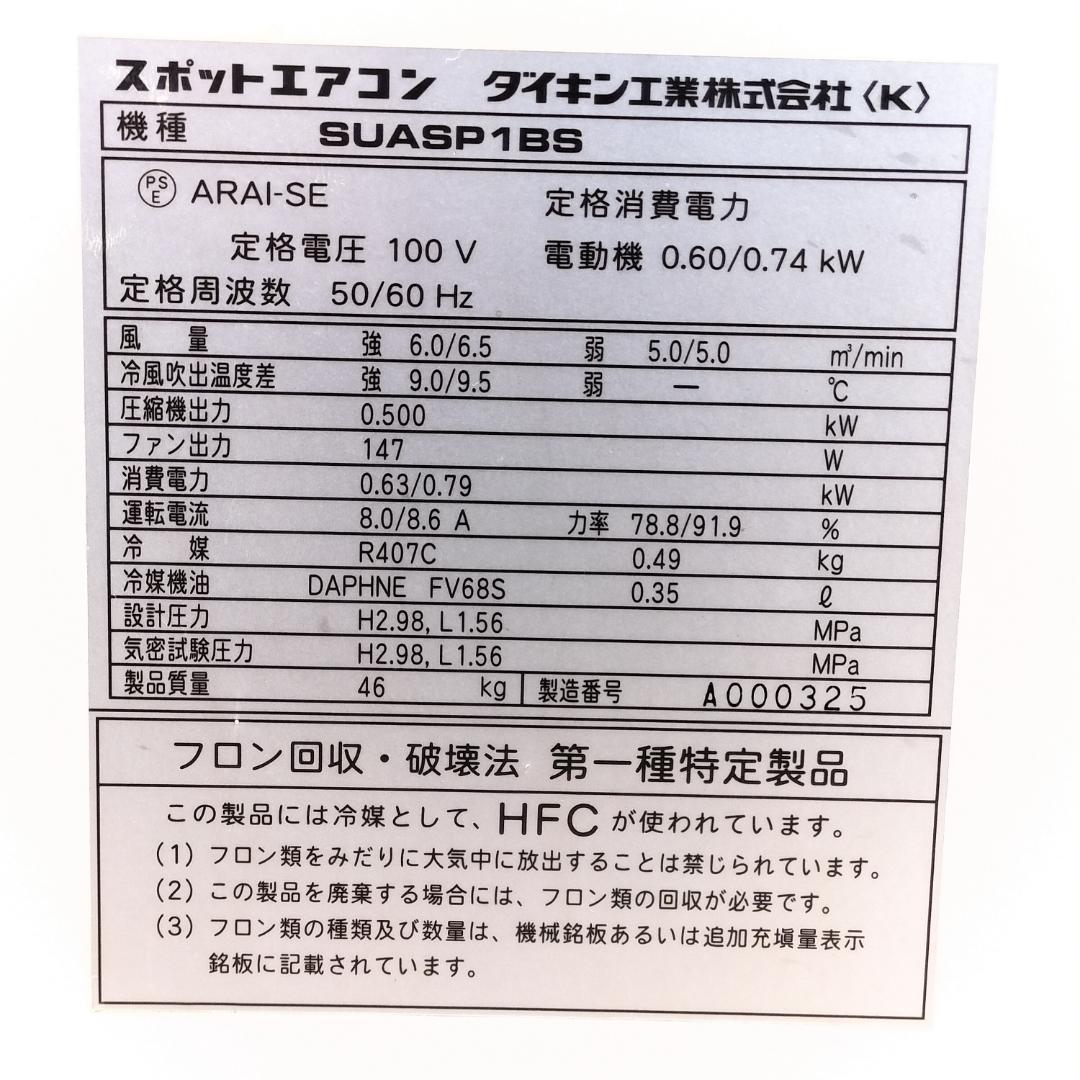 スポットエアコン ダイキン工業株式会社〈K〉
機種 SUASP1BS
PSE ARAI-SE 定格消費電力
定格電圧 100 V 電動機 0.60/0.74 kW
定格周波数 50/60 Hz
風量 強 6.0/6.5 弱 5.0/5.0 m³/min
冷風吹出温度差 強 9.0/9.5 弱 — ℃
圧縮機出力 0.500 kW
ファン出力 147 W
消費電力 0.63/0.79 kW
運転電流 8.0/8.6 A 力率 78.8/91.9 %
冷媒 R407C 0.49 kg
冷媒機油 DAPHNE FV68S 0.35 ℓ
設計圧力 H2.98, L1.56 MPa
気密試験圧力 H2.98, L1.56 MPa
製品質量 46 kg 製造番号 A000325
フロン回収・破壊法 第一種特定製品
この製品には冷媒として、HFCが使われています。
(1) フロン類をみだりに大気中に放出することは禁じられています。
(2) この製品を廃棄する場合には、フロン類の回収が必要です。
(3) フロン類の種類及び数量は、機械銘板あるいは追加充塡量表示
銘板に記載されています。